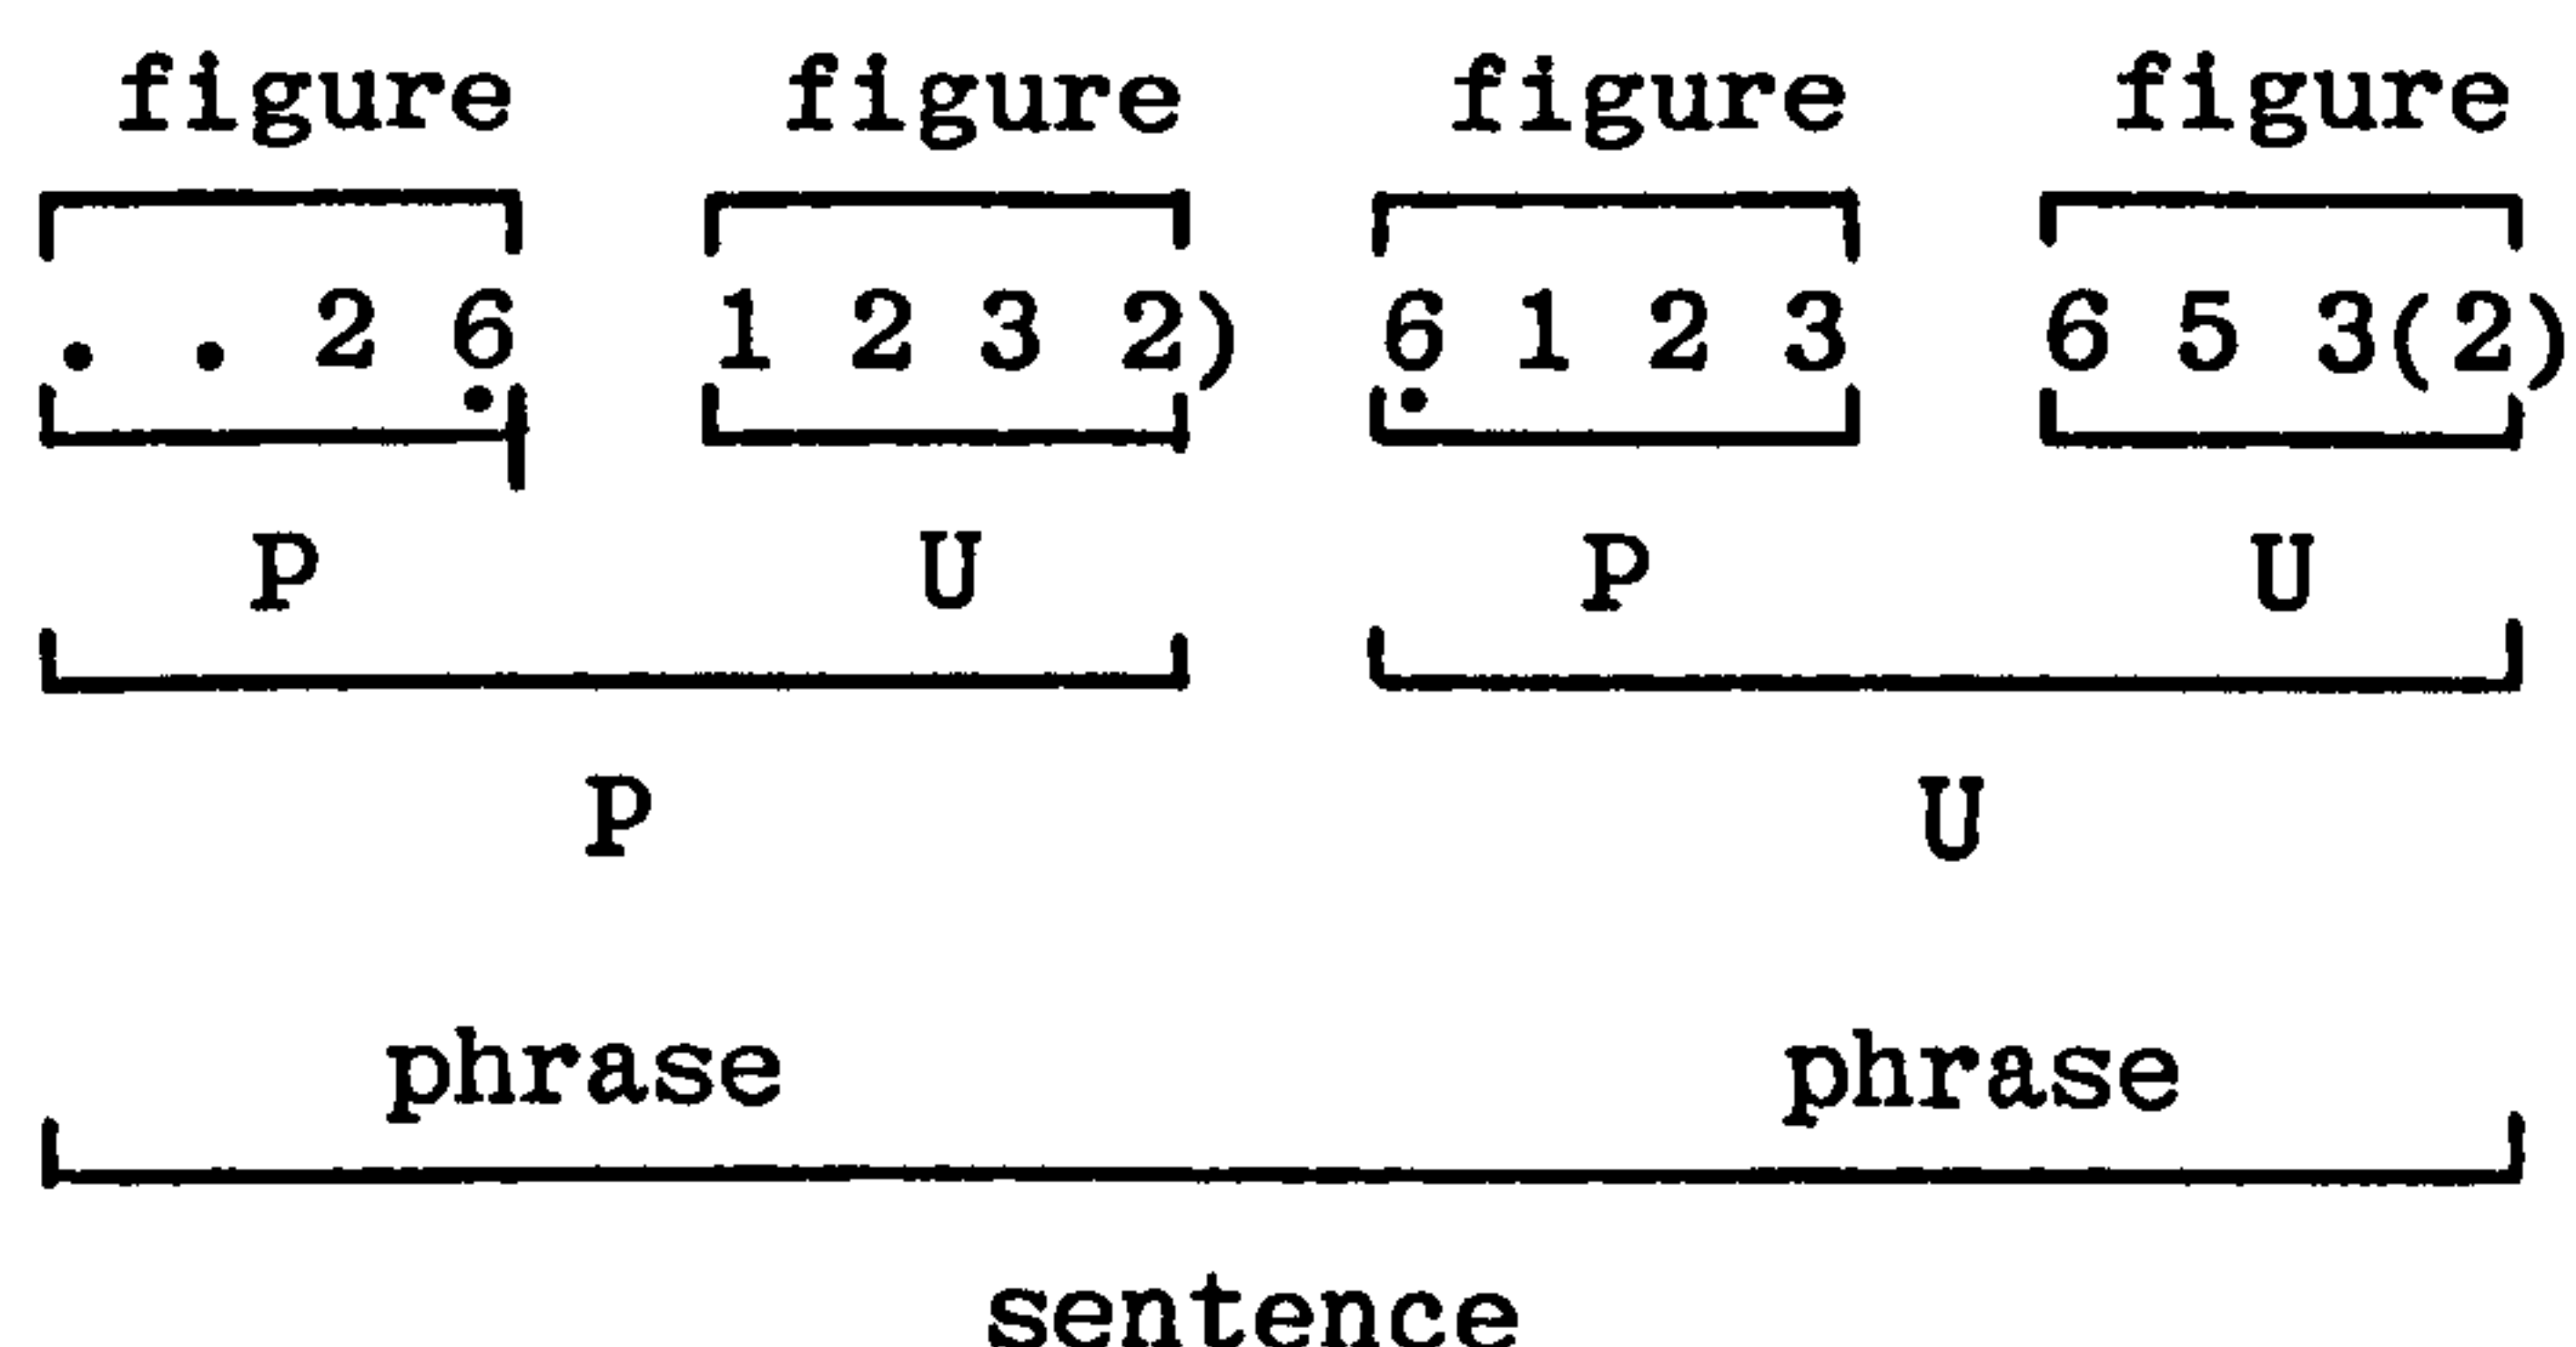 figure figure figure figure
. . 2 6̣ 1 2 3 2) 6̣ 1 2 3 6 5 3(2)
P U P U
P U
phrase phrase
sentence